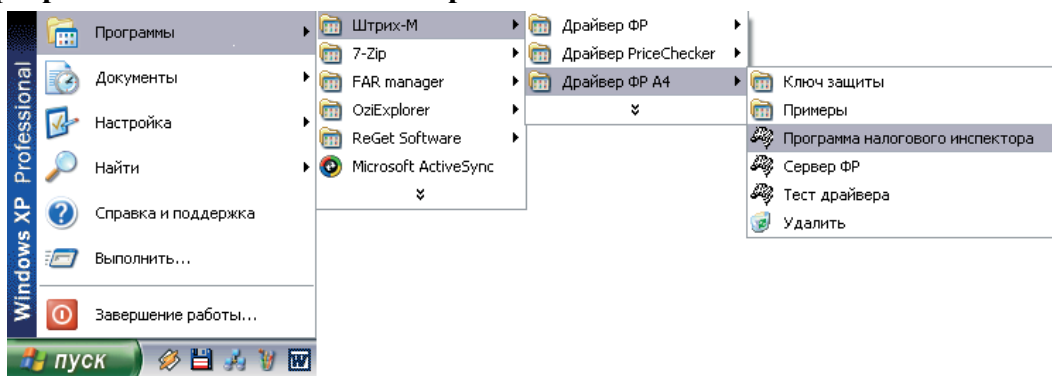 Windows XP Professional
Программы
Документы
Настройка
Найти
Справка и поддержка
Выполнить...
Завершение работы...
пуск
Штрих-М
7-Zip
FAR manager
OziExplorer
ReGet Software
Microsoft ActiveSync
Драйвер ФР
Драйвер PriceChecker
Драйвер ФР А4
Ключ защиты
Примеры
Программа налогового инспектора
Сервер ФР
Тест драйвера
Удалить